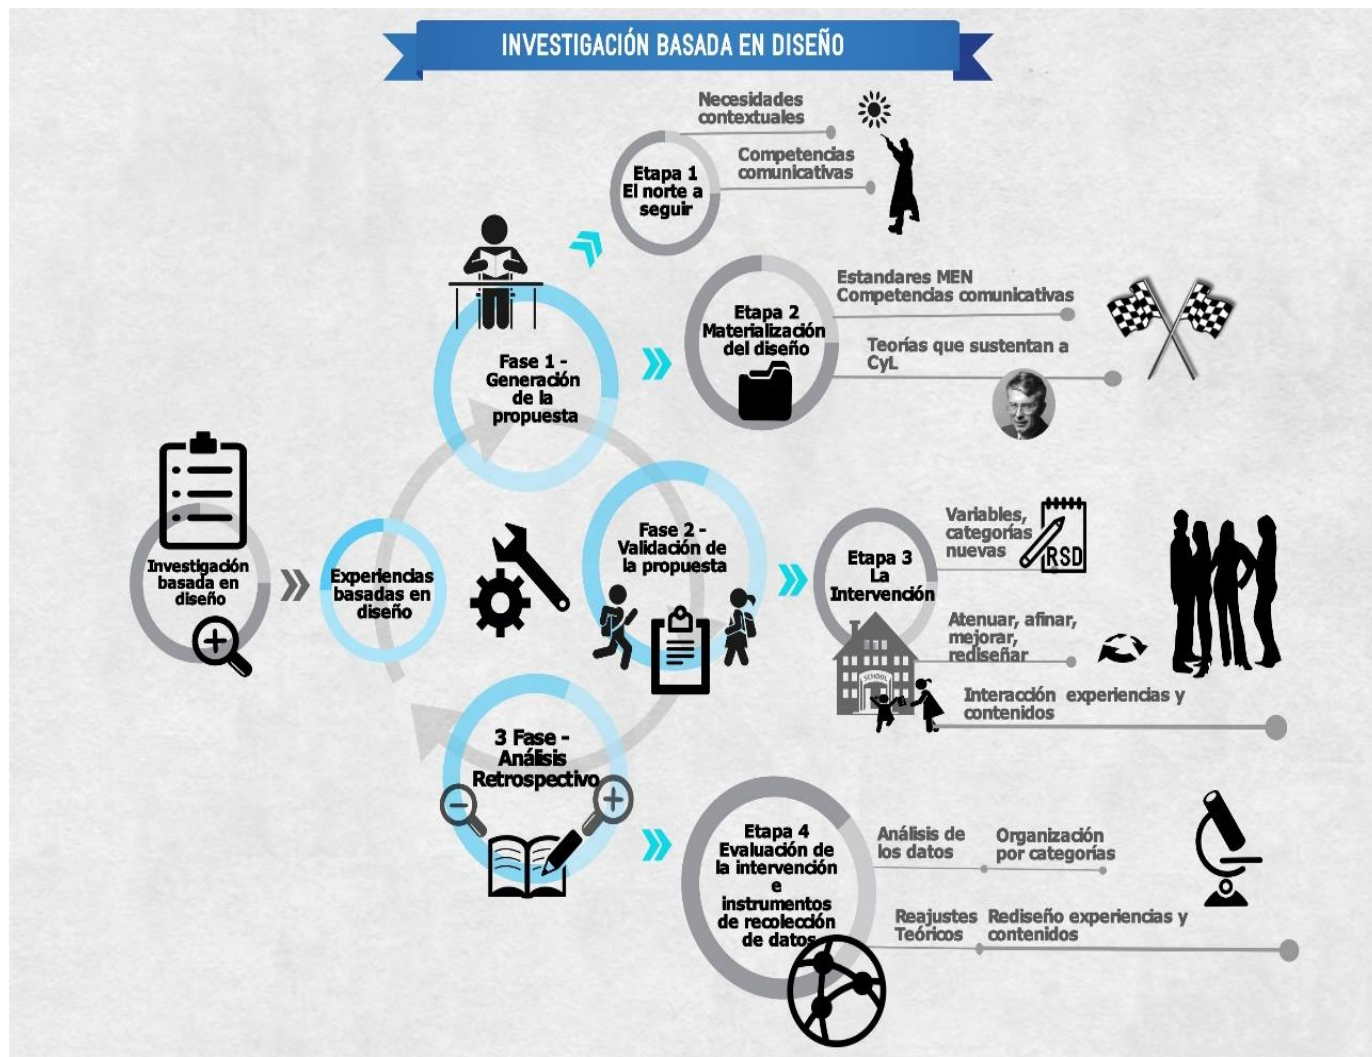 INVESTIGACIÓN BASADA EN DISEÑO
Necesidades
contextuales
Competencias
comunicativas
Etapa 1
El norte a
seguir
Estandares MEN
Competencias comunicativas
Etapa 2
Materialización
del diseño
Teorías que sustentan a
CyL
Fase 1 -
Generación
de la
propuesta
Investigación
basada en
diseño
Experiencias
basadas en
diseño
Fase 2 -
Validación de
la propuesta
Etapa 3
La
Intervención
SCHOOL
Variables,
categorías
nuevas
RSD
Atenuar, afinar,
mejorar,
rediseñar
Interacción experiencias y
contenidos
3 Fase -
Análisis
Retrospectivo
Etapa 4
Evaluación de
la intervención
e
instrumentos
de recolección
de datos
Análisis de
los datos
Organización
por categorías
Reajustes
Teóricos
Rediseño experiencias y
contenidos